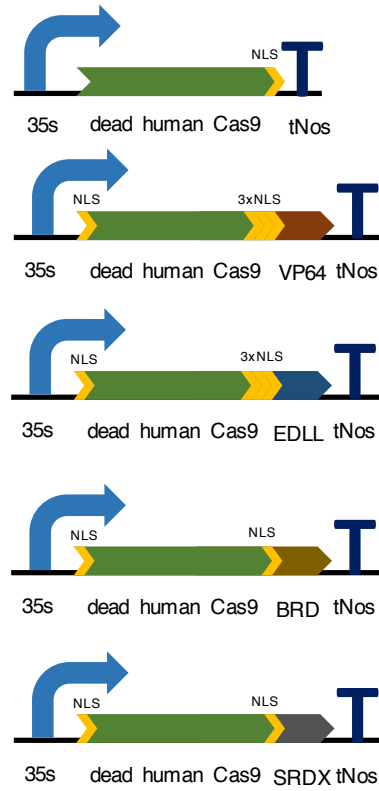 NLS
35s dead human Cas9 tNos
NLS 3xNLS
35s dead human Cas9 VP64 tNos
NLS 3xNLS
35s dead human Cas9 EDLL tNos
NLS NLS
35s dead human Cas9 BRD tNos
NLS NLS
35s dead human Cas9 SRDX tNos